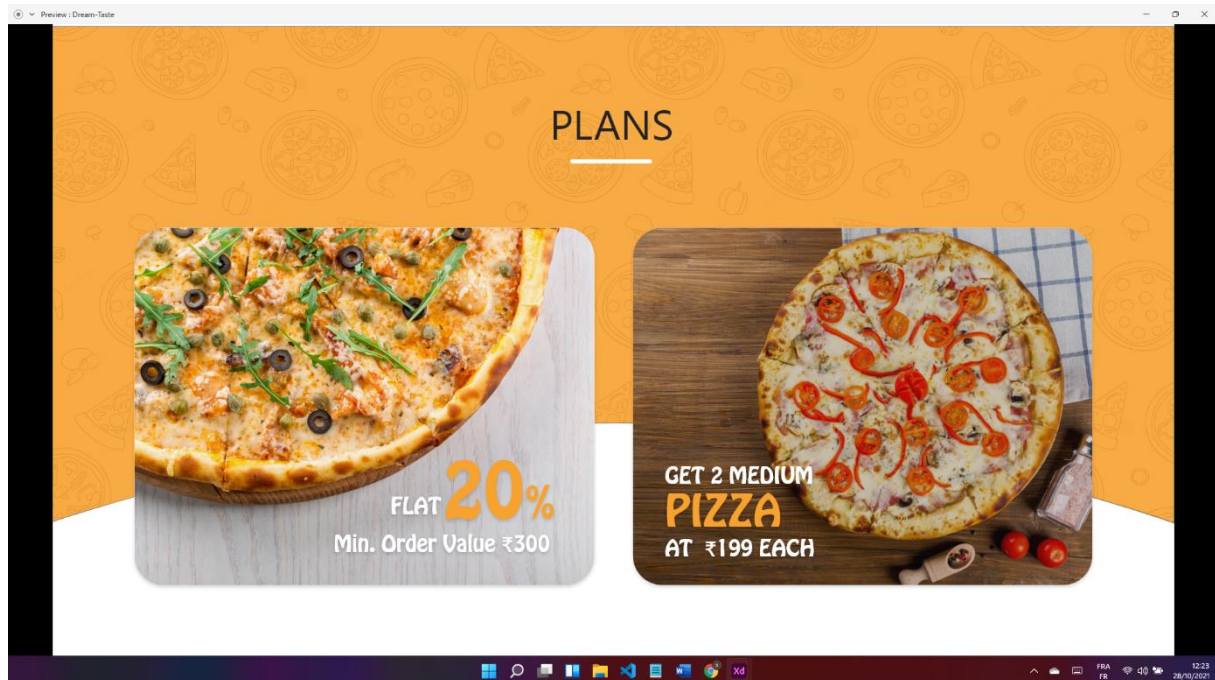 Preview : Dream-Taste
PLANS
FLAT 20%
Min. Order Value ₹300
GET 2 MEDIUM
PIZZA
AT ₹199 EACH
Xd
FRA
FR
12:23
28/10/2021